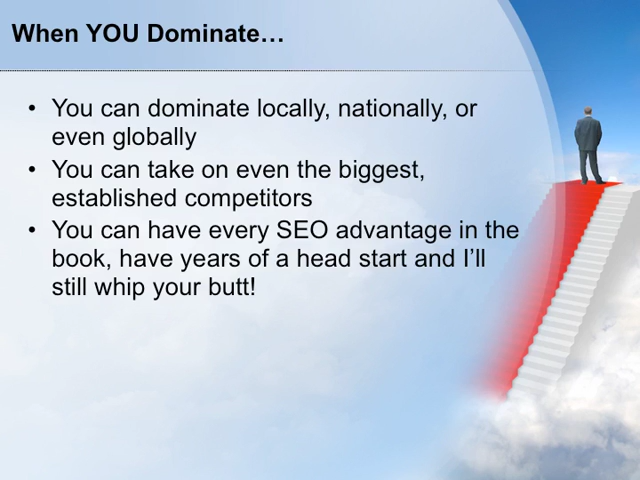 When YOU Dominate…
• You can dominate locally, nationally, or
even globally
• You can take on even the biggest,
established competitors
• You can have every SEO advantage in the
book, have years of a head start and I’ll
still whip your butt!